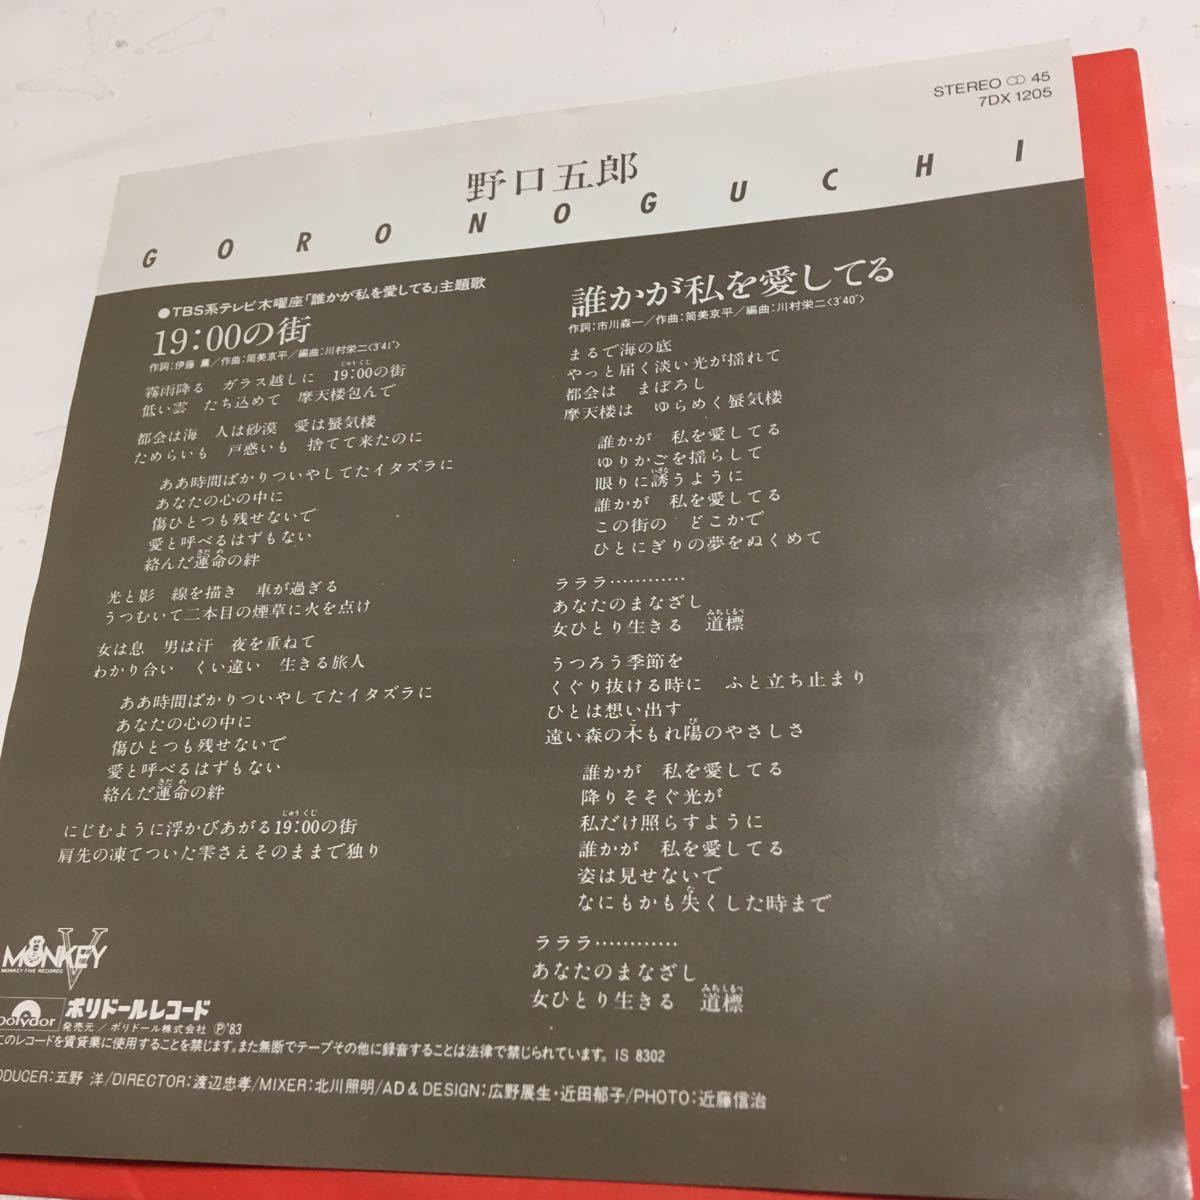 STEREO ∞ 45
7DX 1205
野口五郎
GORO NOGUCHI
●TBS系テレビ木曜座「誰かが私を愛してる」主題歌
19:00の街
作詞:伊藤 薫/作曲:筒美京平/編曲:川村栄二〈3'41"〉
じゅうくじ
霧雨降る ガラス越しに 19:00の街
低い雲 たち込めて 摩天楼包んで
都会は海 人は砂漠 愛は蜃気楼
ためらいも 戸惑いも 捨てて来たのに
ああ時間ばかりついやしてたイタズラに
あなたの心の中に
傷ひとつも残せないで
愛と呼べるはずもない
さだめ
絡んだ運命の絆
光と影 線を描き 車が過ぎる
うつむいて二本目の煙草に火を点け
女は息 男は汗 夜を重ねて
わかり合い くい違い 生きる旅人
ああ時間ばかりついやしてたイタズラに
あなたの心の中に
傷ひとつも残せないで
愛と呼べるはずもない
さだめ
絡んだ運命の絆
じゅうくじ
にじむように浮かびあがる19:00の街
肩先の凍てついた雫さえそのままで独り
誰かが私を愛してる
作詞:市川森一/作曲:筒美京平/編曲:川村栄二〈3'40"〉
まるで海の底
やっと届く淡い光が揺れて
都会は まぼろし
摩天楼は ゆらめく蜃気楼
誰かが 私を愛してる
ゆりかごを揺らして
いざな
眠りに誘うように
誰かが 私を愛してる
この街の どこかで
ひとにぎりの夢をぬくめて
ラララ…………
あなたのまなざし
みちしるべ
女ひとり生きる 道標
うつろう季節を
くぐり抜ける時に ふと立ち止まり
ひとは想い出す
こ び
遠い森の木もれ陽のやさしさ
誰かが 私を愛してる
降りそそぐ光が
私だけ照らすように
誰かが 私を愛してる
姿は見せないで
な
なにもかも失くした時まで
ラララ…………
あなたのまなざし
みちしるべ
女ひとり生きる 道標
MONKEY V
MONKEY FIVE RECORDS
polydor ポリドールレコード
発売元/ポリドール株式会社 Ⓟ'83
このレコードを賃貸業に使用することを禁じます。また無断でテープその他に録音することは法律で禁じられています。 IS 8302
ODUCER:五野 洋/DIRECTOR:渡辺忠孝/MIXER:北川照明/AD & DESIGN:広野展生・近田郁子/PHOTO:近藤信治